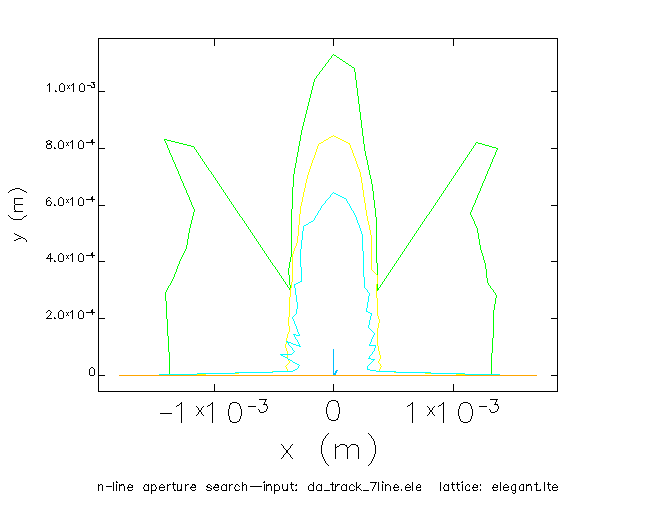 1.0×10⁻³
8.0×10⁻⁴
6.0×10⁻⁴
4.0×10⁻⁴
2.0×10⁻⁴
0
y (m)
−1×10⁻³ 0 1×10⁻³
x (m)
n-line aperture search--input: da_track_7line.ele lattice: elegant.lte